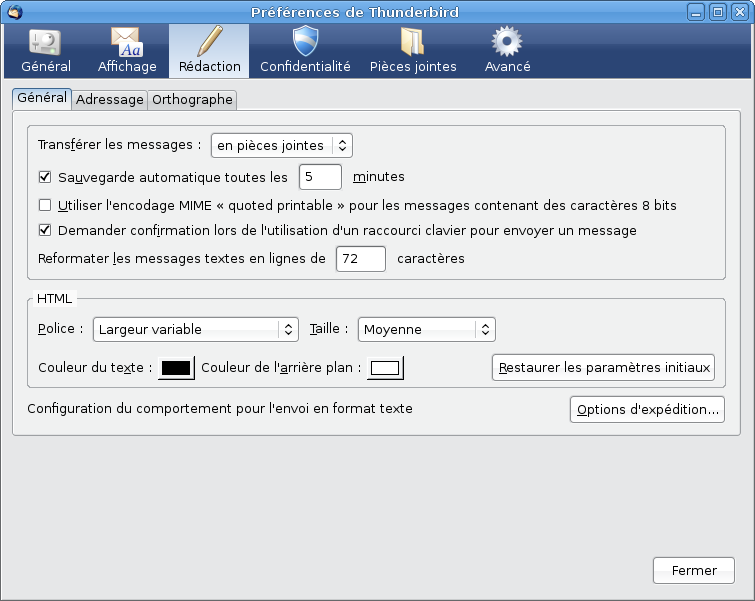 Préférences de Thunderbird
Général Affichage Rédaction Confidentialité Pièces jointes Avancé
Général Adressage Orthographe
Transférer les messages : en pièces jointes
Sauvegarde automatique toutes les 5 minutes
Utiliser l'encodage MIME « quoted printable » pour les messages contenant des caractères 8 bits
Demander confirmation lors de l'utilisation d'un raccourci clavier pour envoyer un message
Reformater les messages textes en lignes de 72 caractères
HTML
Police : Largeur variable Taille : Moyenne
Couleur du texte : Couleur de l'arrière plan : Restaurer les paramètres initiaux
Configuration du comportement pour l'envoi en format texte Options d'expédition...
Fermer